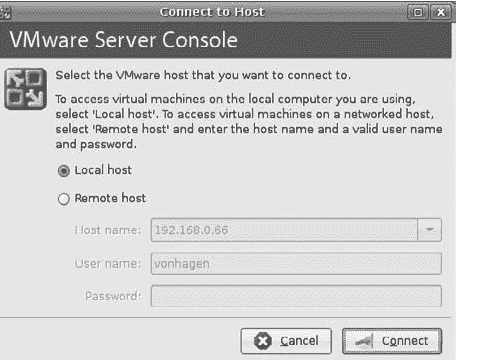 Connect to Host
VMware Server Console
Select the VMware host that you want to connect to.
To access virtual machines on the local computer you are using,
select 'Local host'. To access virtual machines on a networked host,
select 'Remote host' and enter the host name and a valid user name
and password.
Local host
Remote host
Host name: 192.168.0.66
User name: vonhagen
Password:
Cancel
Connect